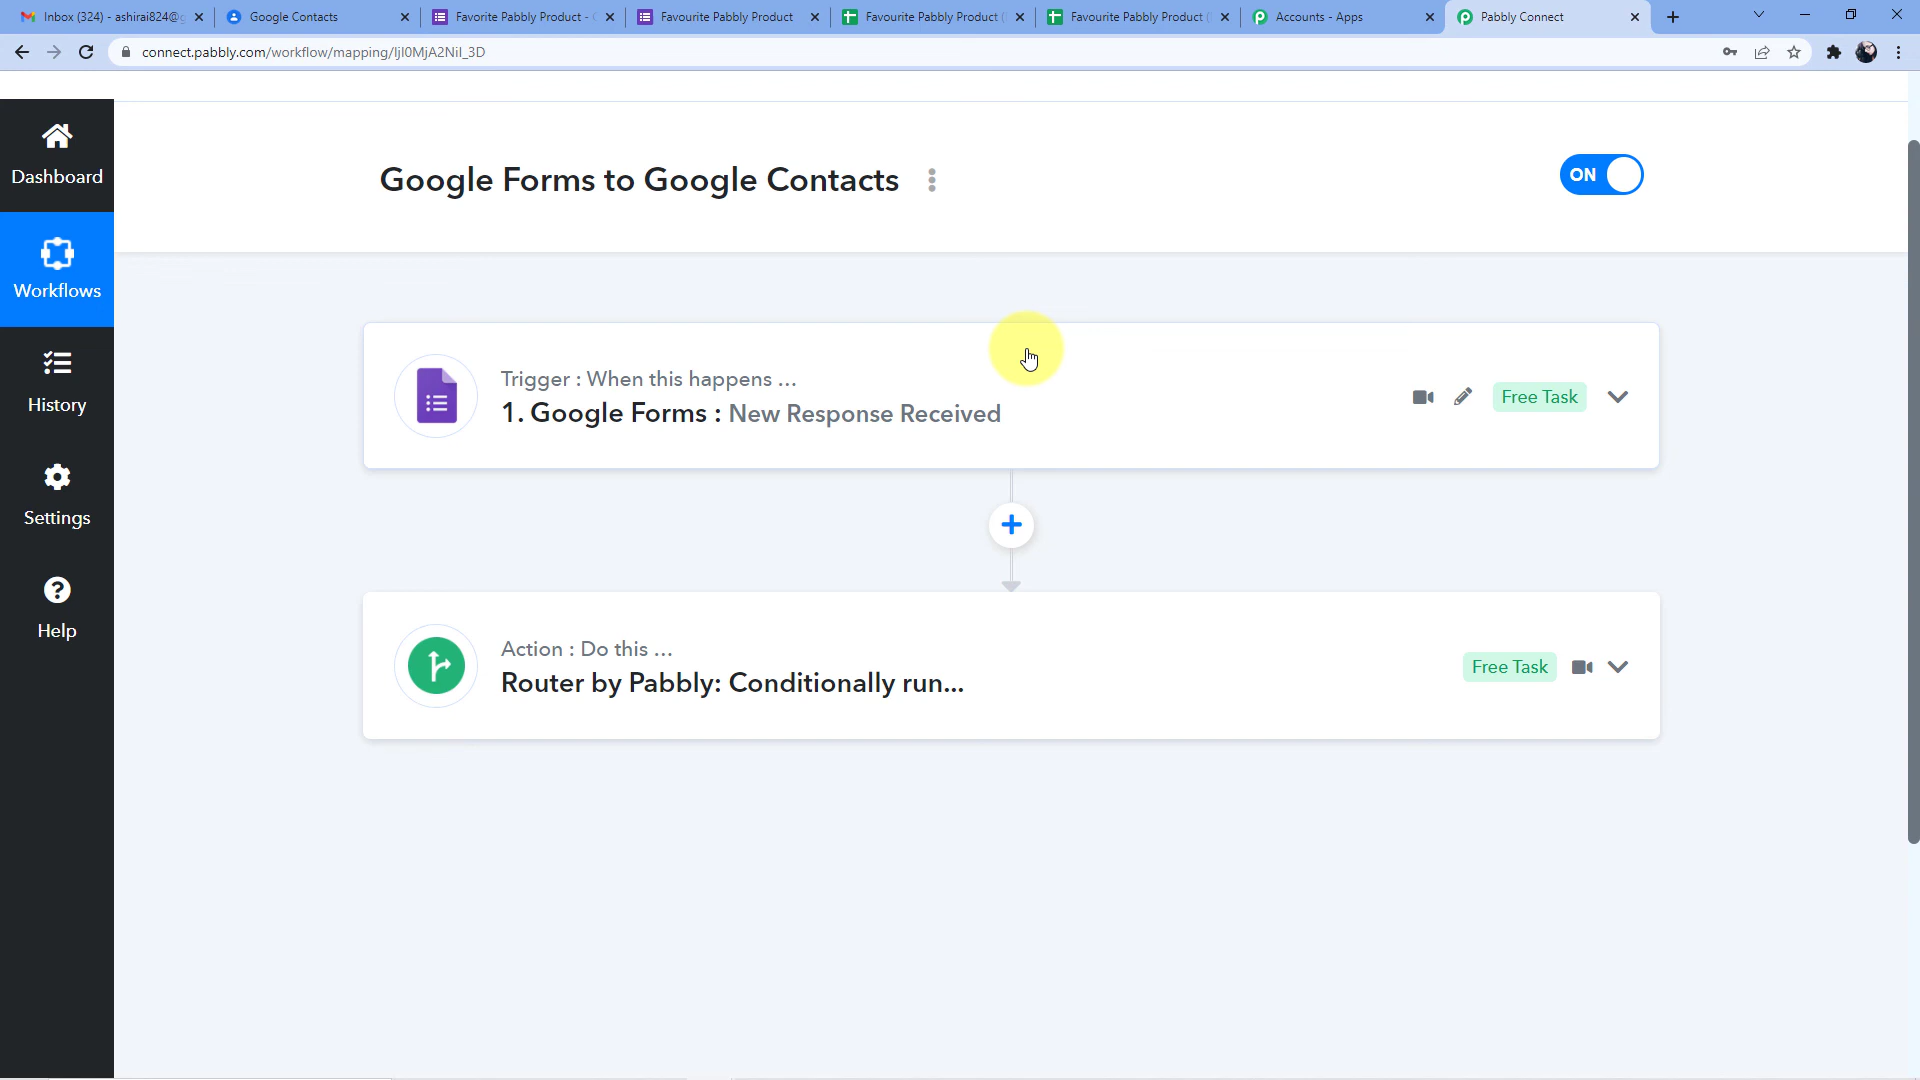 Inbox (324) - ashirai824@g
Google Contacts
Favorite Pabbly Product -
Favourite Pabbly Product
Favourite Pabbly Product (
Favourite Pabbly Product (
Accounts - Apps
Pabbly Connect
connect.pabbly.com/workflow/mapping/IjI0MjA2NiI_3D
Dashboard
Workflows
History
Settings
Help
Google Forms to Google Contacts
ON
Trigger : When this happens ...
1. Google Forms : New Response Received
Free Task
Action : Do this ...
Router by Pabbly: Conditionally run...
Free Task